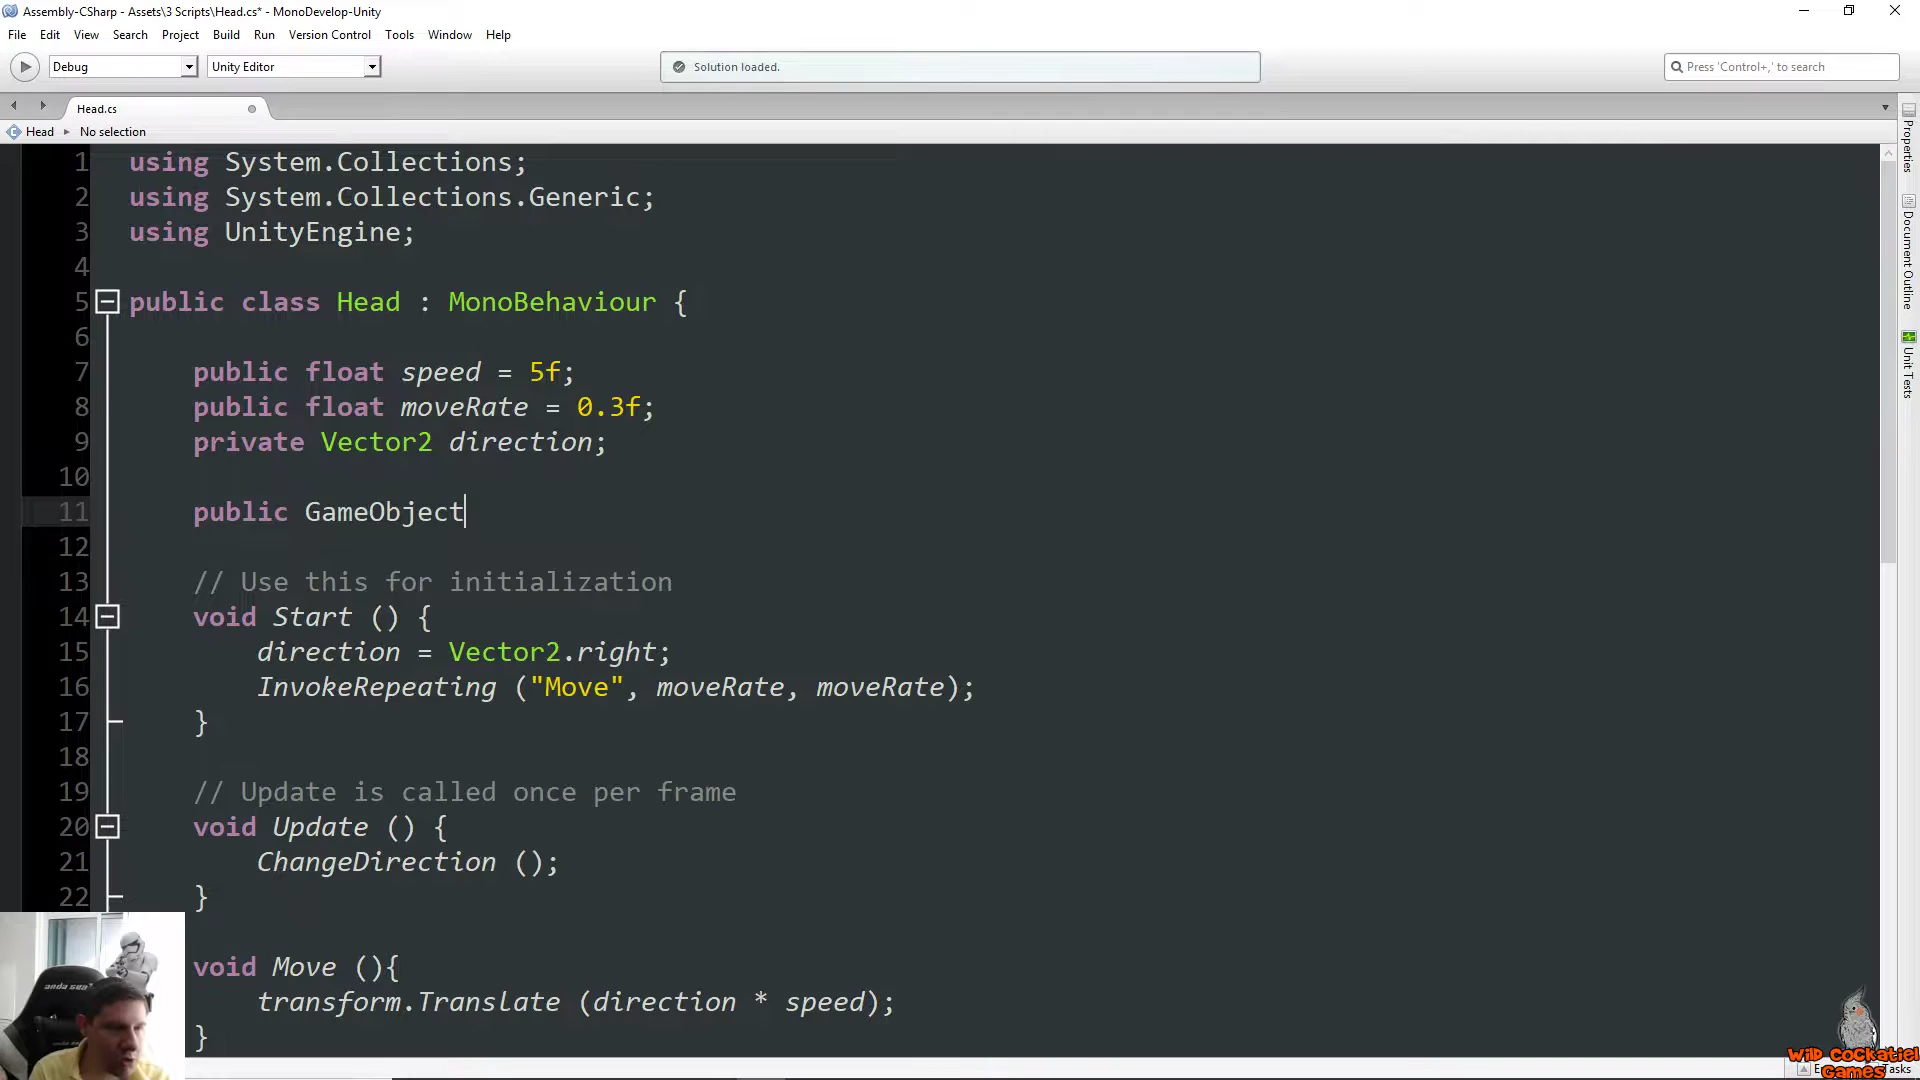 Assembly-CSharp - Assets\3 Scripts\Head.cs* - MonoDevelop-Unity
File Edit View Search Project Build Run Version Control Tools Window Help
Debug Unity Editor Solution loaded. Press 'Control+,' to search
Head.cs
Head No selection
1 using System.Collections;
2 using System.Collections.Generic;
3 using UnityEngine;
4
5 public class Head : MonoBehaviour {
6
7 public float speed = 5f;
8 public float moveRate = 0.3f;
9 private Vector2 direction;
10
11 public GameObject
12
13 // Use this for initialization
14 void Start () {
15 direction = Vector2.right;
16 InvokeRepeating ("Move", moveRate, moveRate);
17 }
18
19 // Update is called once per frame
20 void Update () {
21 ChangeDirection ();
22 }
void Move (){
transform.Translate (direction * speed);
}
Properties
Document Outline
Unit Tests
anda seat
Wild Cockatiel
Games
Tasks